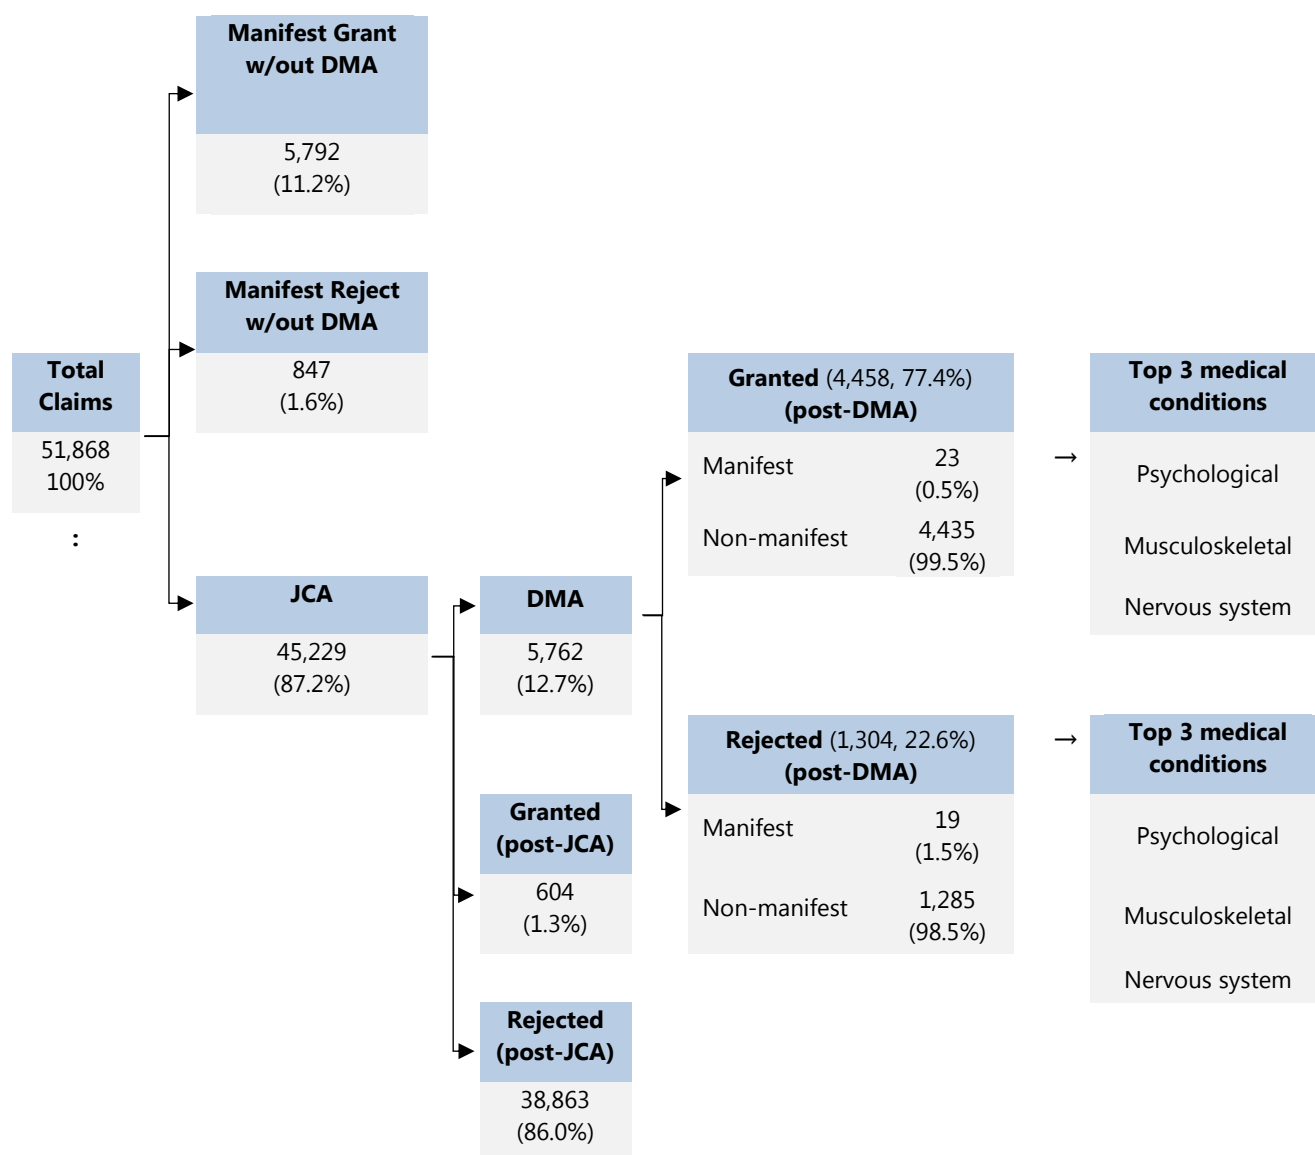 Manifest Grant
w/out DMA
5,792
(11.2%)
Manifest Reject
w/out DMA
847
(1.6%)
Total
Claims
51,868
100%
:
JCA
45,229
(87.2%)
DMA
5,762
(12.7%)
Granted
(post-JCA)
604
(1.3%)
Rejected
(post-JCA)
38,863
(86.0%)
Granted (4,458, 77.4%)
(post-DMA)
Manifest 23
(0.5%)
Non-manifest 4,435
(99.5%)
→
Top 3 medical
conditions
Psychological
Musculoskeletal
Nervous system
Rejected (1,304, 22.6%)
(post-DMA)
Manifest 19
(1.5%)
Non-manifest 1,285
(98.5%)
→
Top 3 medical
conditions
Psychological
Musculoskeletal
Nervous system